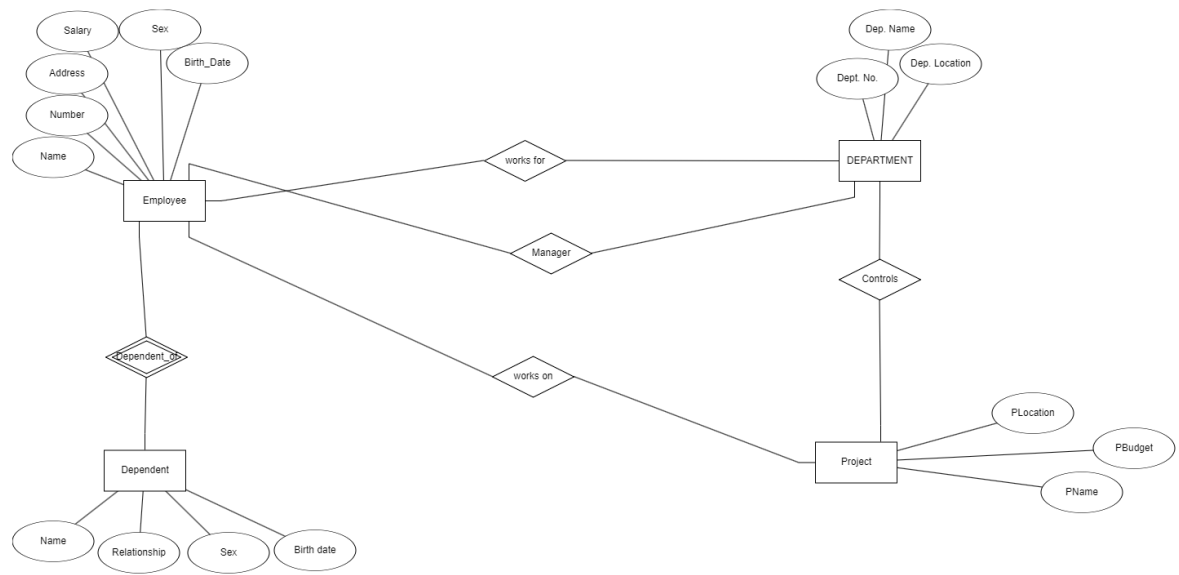 Salary
Sex
Dep. Name
Birth_Date
Dep. Location
Address
Dept. No.
Number
Name
works for
DEPARTMENT
Employee
Manager
Controls
Dependent_of
works on
PLocation
PBudget
Project
Dependent
PName
Name
Relationship
Sex
Birth date